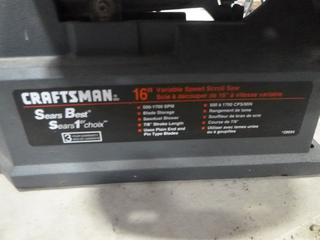 CRAFTSMAN
16" Variable Speed Scroll Saw
Scie à découper de 16" à vitesse variable
Sears Best
Sears 1er choix
3
500-1700 SPM
Blade Storage
Sawdust Blower
7/8" Stroke Length
Uses Plain End and
Pin Type Blades
500 à 1700 CPS/MIN
Rangement de lame
Souffleur de bran de scie
Course de 7/8"
Utiliser avec lames unies
ou à goupilles